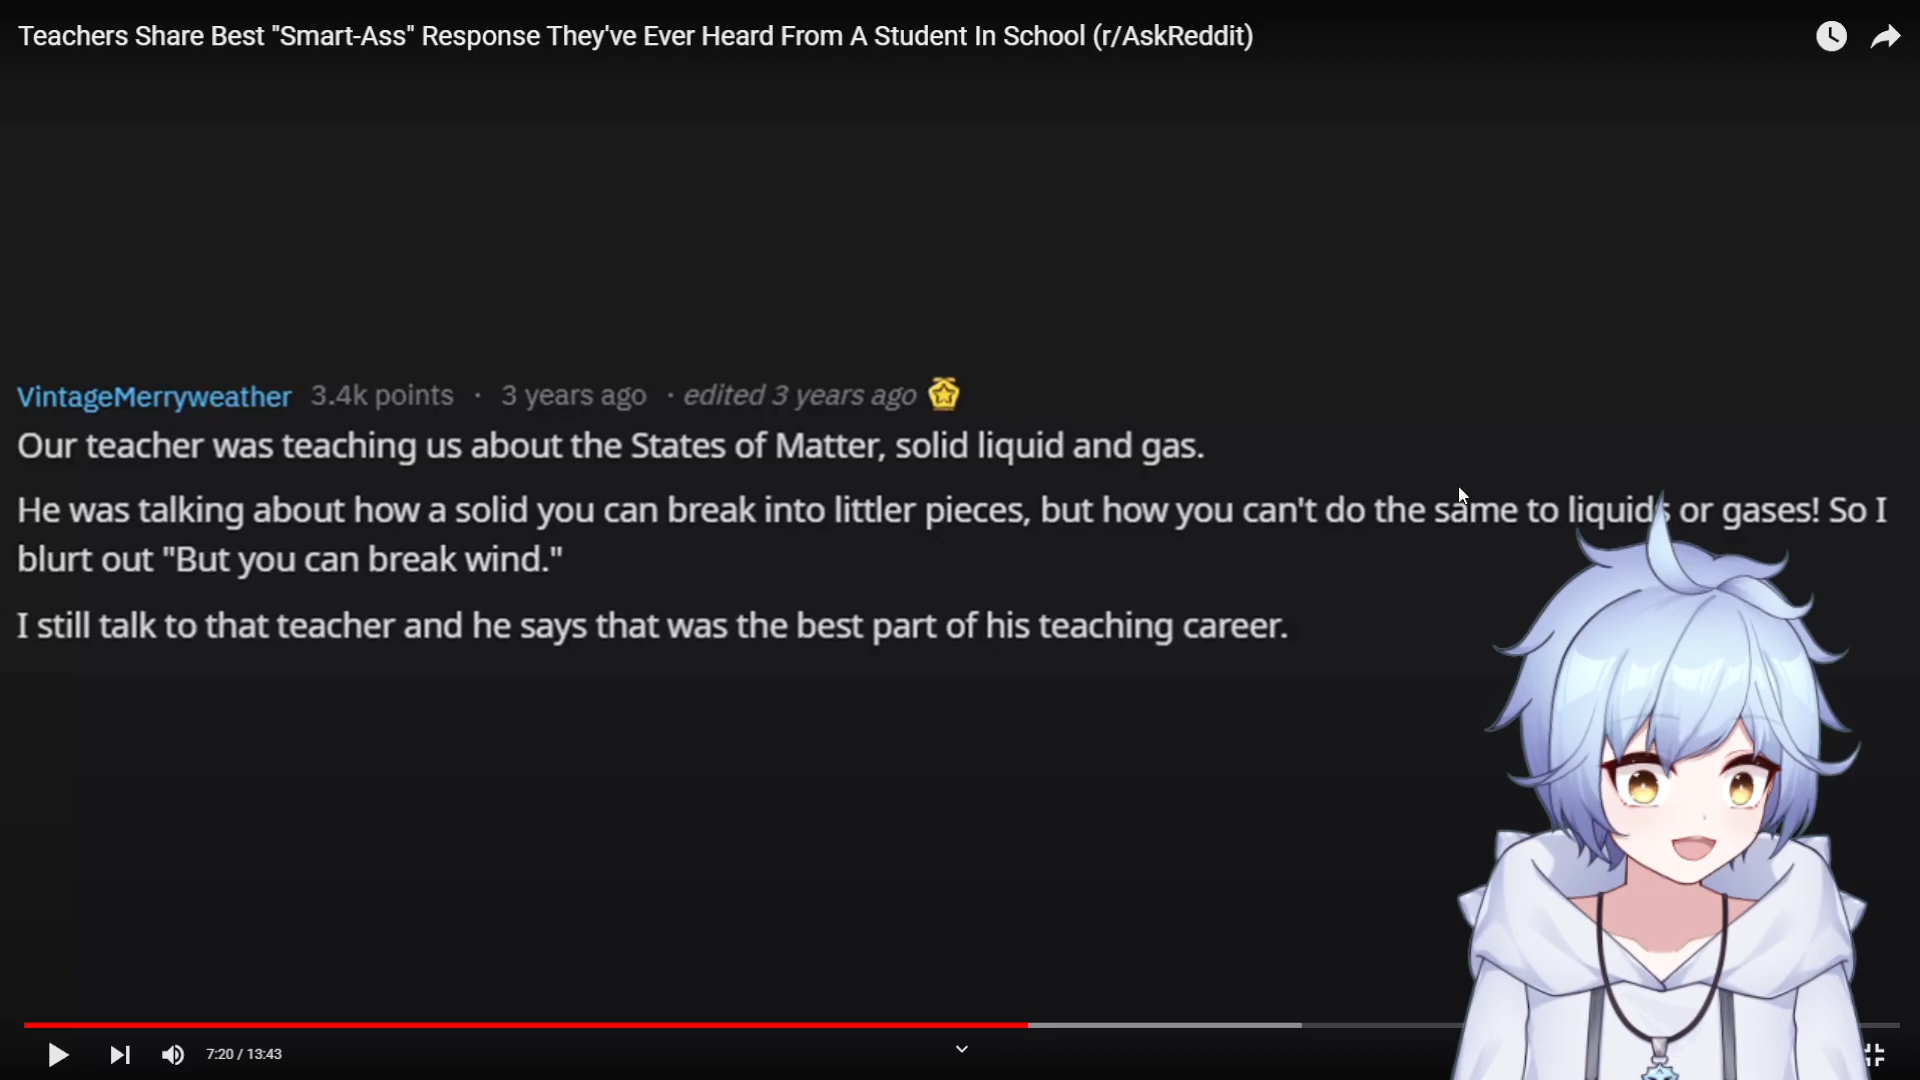 Teachers Share Best "Smart-Ass" Response They've Ever Heard From A Student In School (r/AskReddit)
VintageMerryweather 3.4k points · 3 years ago · edited 3 years ago
Our teacher was teaching us about the States of Matter, solid liquid and gas.
He was talking about how a solid you can break into littler pieces, but how you can't do the same to liquids or gases! So I
blurt out "But you can break wind."
I still talk to that teacher and he says that was the best part of his teaching career.
7:20 / 13:43